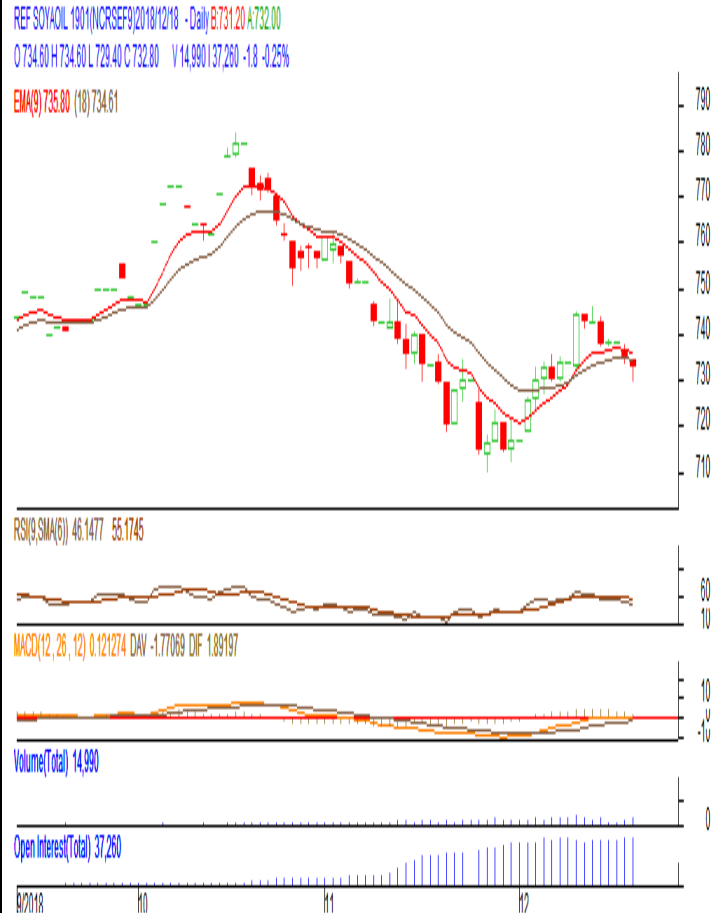 REF SOYAOIL 1901(NCRSEF9)2018/12/18 - Daily B:731.20 A:732.00
O 734.60 H 734.60 L 729.40 C 732.80 V 14,990 I 37,260 -1.8 -0.25%
EMA(9) 735.80 (18) 734.61
790
780
770
760
750
740
730
720
710
RSI(9,SMA(6)) 46.1477 55.1745
60
10
MACD(12 , 26 , 12) 0.121274 DAV -1.77069 DIF 1.89197
10
0
-10
Volume(Total) 14,990
0
Open Interest(Total) 37,260
9/2018 10 11 12